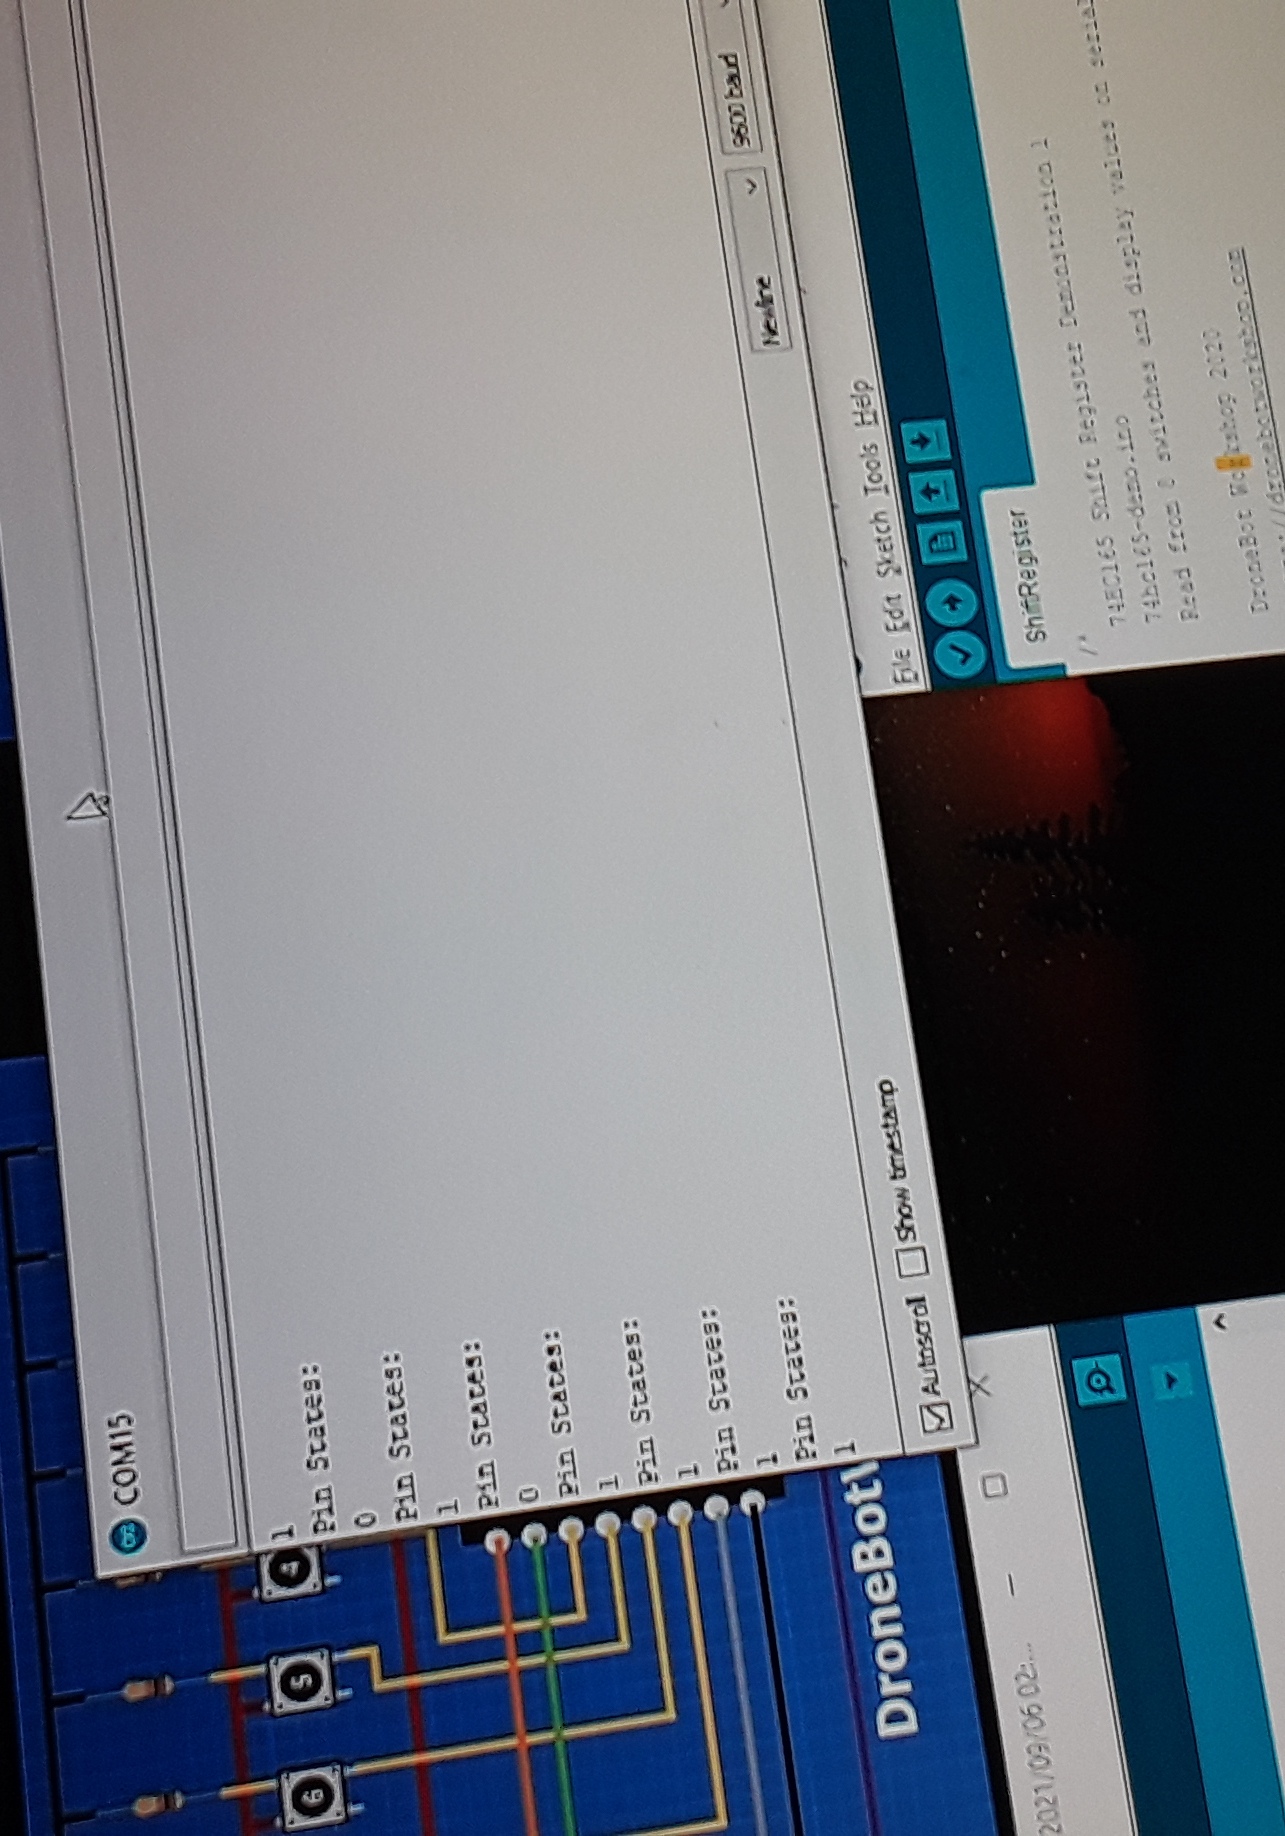 COM15
1
Pin States:
0
Pin States:
1
Pin States:
0
Pin States:
1
Pin States:
1
Pin States:
1
Pin States:
1
6
5
4
DroneBot
Autoscroll
Show timestamp
Newline
9600 baud
2021/09/06 02:...
File Edit Sketch Tools Help
ShiftRegister
/*
74HC165 Shift Register Demonstration 1
74hc165-demo.ino
Read from 8 switches and display values on serial
DroneBot Workshop 2020
://dronebotworkshop.com